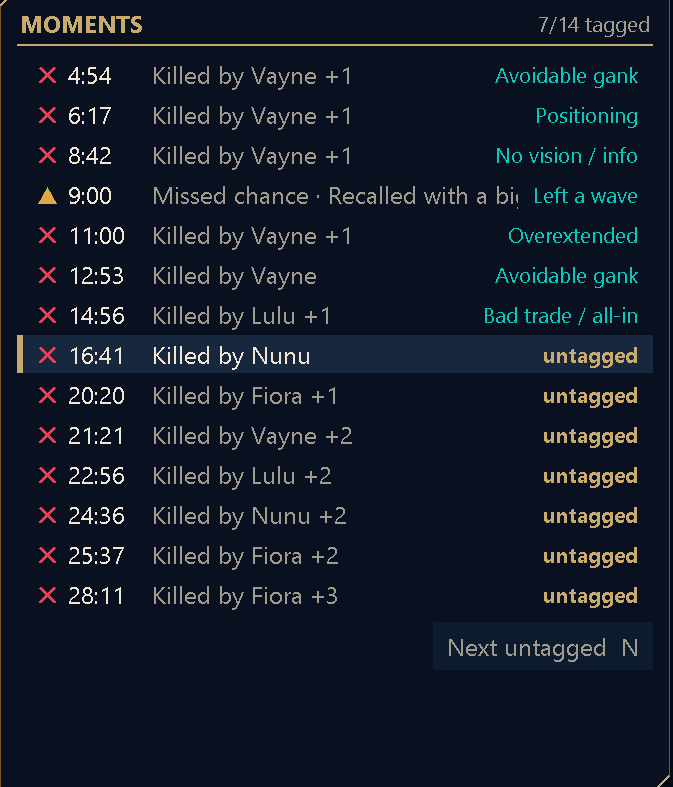 MOMENTS 7/14 tagged
4:54 Killed by Vayne +1 Avoidable gank
6:17 Killed by Vayne +1 Positioning
8:42 Killed by Vayne +1 No vision / info
9:00 Missed chance · Recalled with a big Left a wave
11:00 Killed by Vayne +1 Overextended
12:53 Killed by Vayne Avoidable gank
14:56 Killed by Lulu +1 Bad trade / all-in
16:41 Killed by Nunu untagged
20:20 Killed by Fiora +1 untagged
21:21 Killed by Vayne +2 untagged
22:56 Killed by Lulu +2 untagged
24:36 Killed by Nunu +2 untagged
25:37 Killed by Fiora +2 untagged
28:11 Killed by Fiora +3 untagged
Next untagged N